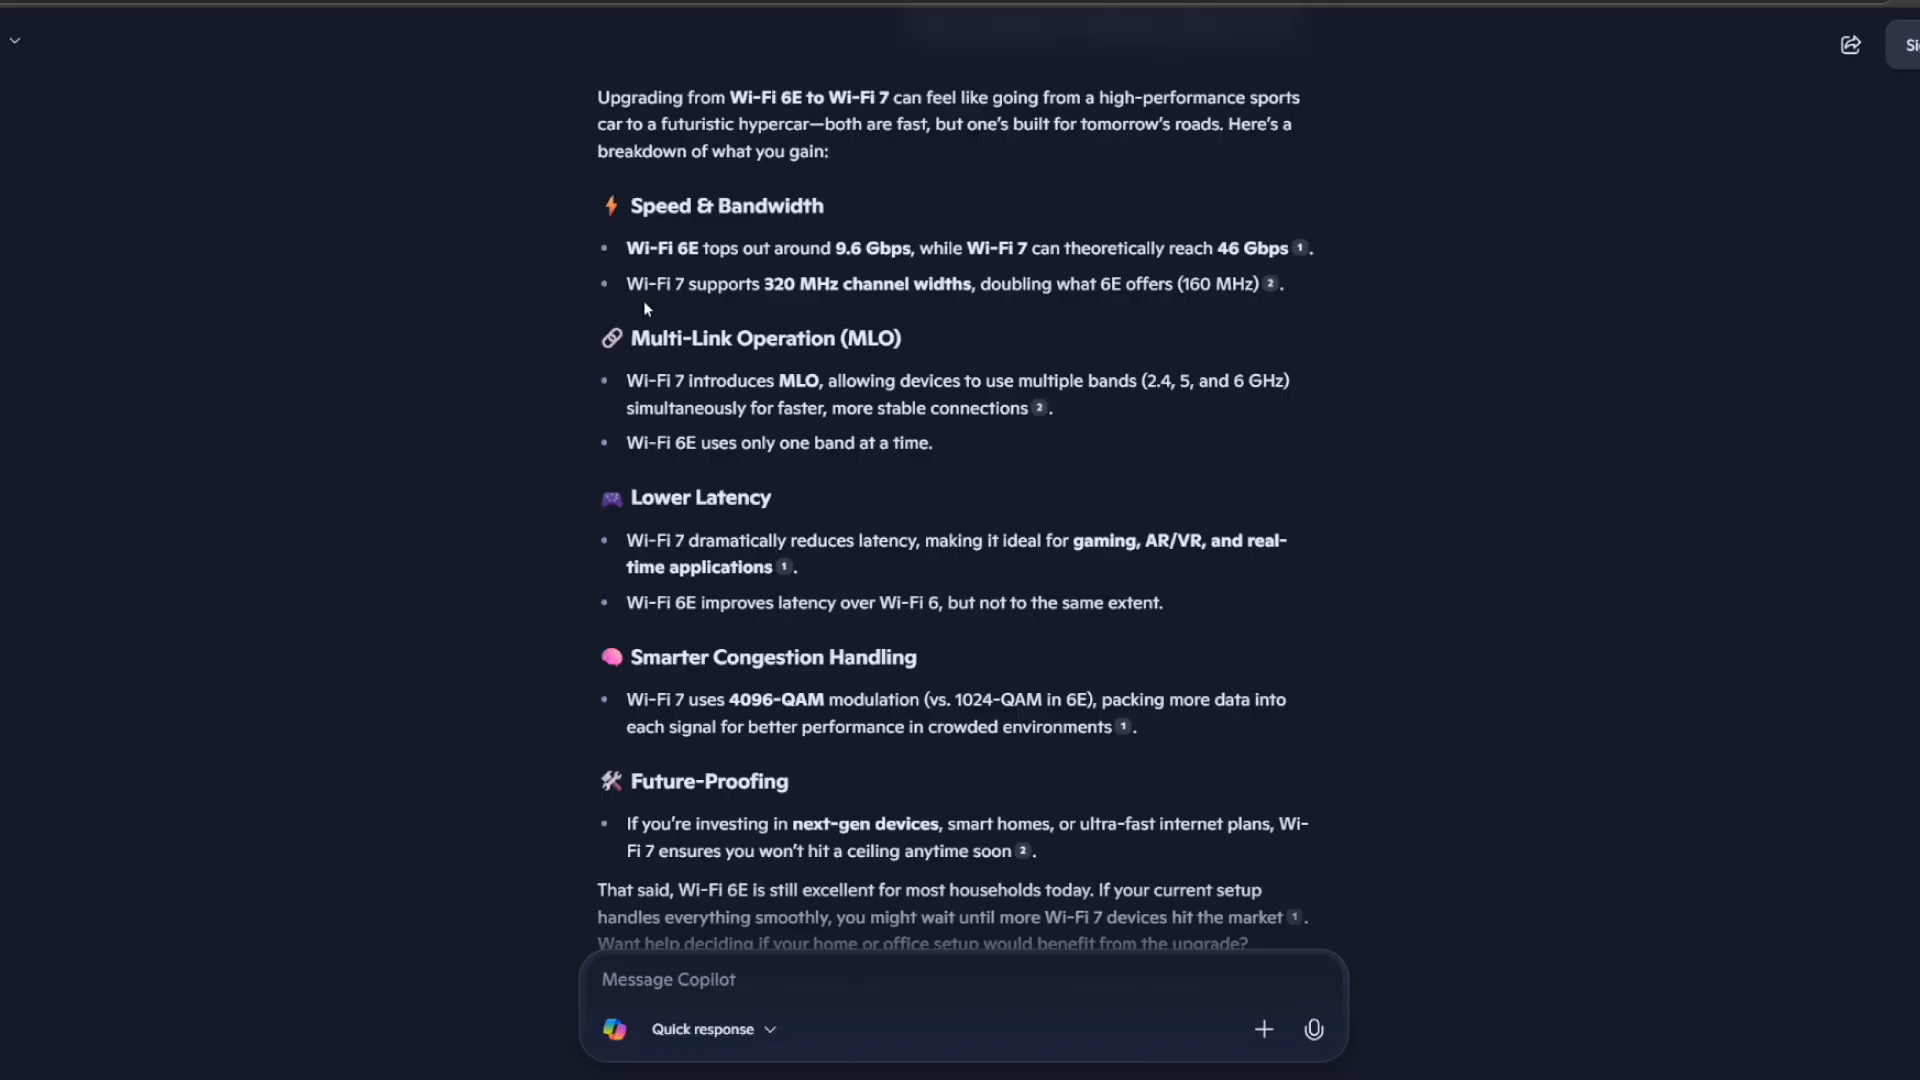 Si
Upgrading from Wi-Fi 6E to Wi-Fi 7 can feel like going from a high-performance sports
car to a futuristic hypercar—both are fast, but one's built for tomorrow's roads. Here's a
breakdown of what you gain:
⚡ Speed & Bandwidth
• Wi-Fi 6E tops out around 9.6 Gbps, while Wi-Fi 7 can theoretically reach 46 Gbps 1.
• Wi-Fi 7 supports 320 MHz channel widths, doubling what 6E offers (160 MHz) 2.
🔗 Multi-Link Operation (MLO)
• Wi-Fi 7 introduces MLO, allowing devices to use multiple bands (2.4, 5, and 6 GHz)
simultaneously for faster, more stable connections 2.
• Wi-Fi 6E uses only one band at a time.
🎮 Lower Latency
• Wi-Fi 7 dramatically reduces latency, making it ideal for gaming, AR/VR, and real-
time applications 1.
• Wi-Fi 6E improves latency over Wi-Fi 6, but not to the same extent.
🧠 Smarter Congestion Handling
• Wi-Fi 7 uses 4096-QAM modulation (vs. 1024-QAM in 6E), packing more data into
each signal for better performance in crowded environments 1.
🛠 Future-Proofing
• If you're investing in next-gen devices, smart homes, or ultra-fast internet plans, Wi-
Fi 7 ensures you won't hit a ceiling anytime soon 2.
That said, Wi-Fi 6E is still excellent for most households today. If your current setup
handles everything smoothly, you might wait until more Wi-Fi 7 devices hit the market 1.
Want help deciding if your home or office setup would benefit from the upgrade?
Message Copilot
Quick response